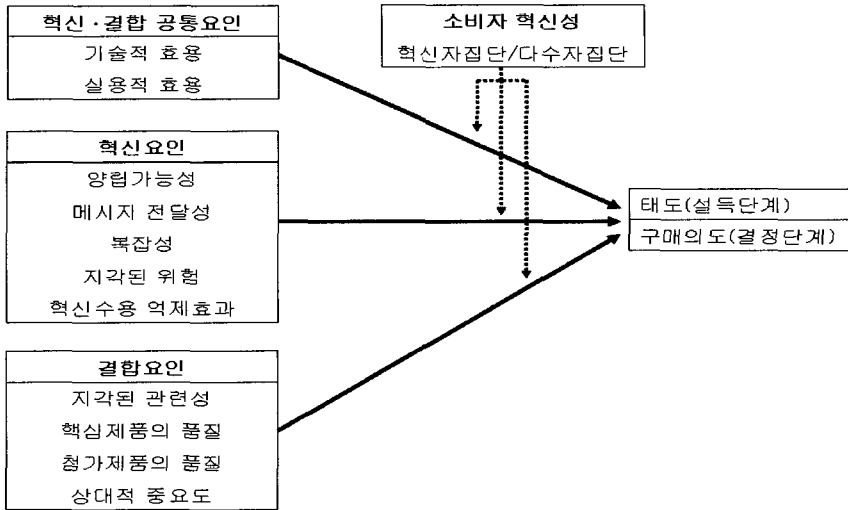 혁신·결합 공통요인
기술적 효용
실용적 효용
소비자 혁신성
혁신자집단/다수자집단
혁신요인
양립가능성
메시지 전달성
복잡성
지각된 위험
혁신수용 억제효과
태도(설득단계)
구매의도(결정단계)
결합요인
지각된 관련성
핵심제품의 품질
첨가제품의 품질
상대적 중요도